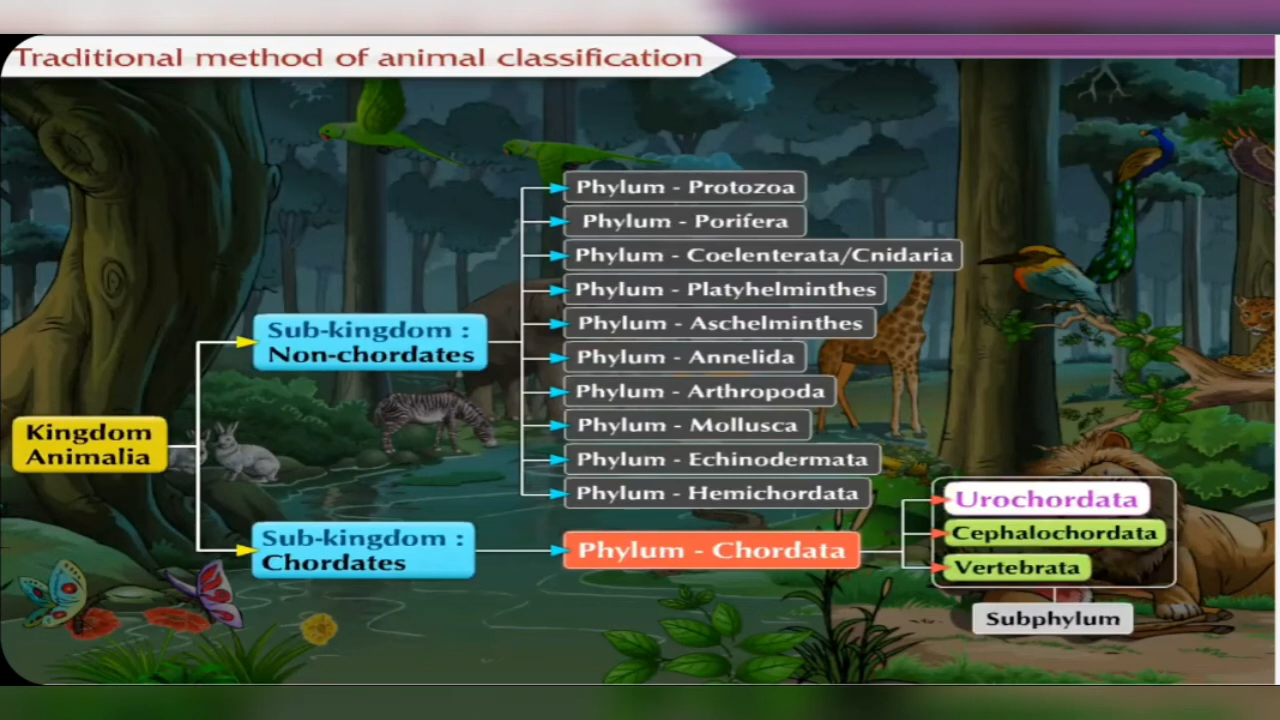 Traditional method of animal classification
Phylum - Protozoa
Phylum - Porifera
Phylum - Coelenterata/Cnidaria
Phylum - Platyhelminthes
Phylum - Aschelminthes
Phylum - Annelida
Phylum - Arthropoda
Phylum - Mollusca
Phylum - Echinodermata
Phylum - Hemichordata
Sub-kingdom :
Non-chordates
Kingdom
Animalia
Sub-kingdom :
Chordates
Phylum - Chordata
Urochordata
Cephalochordata
Vertebrata
Subphylum